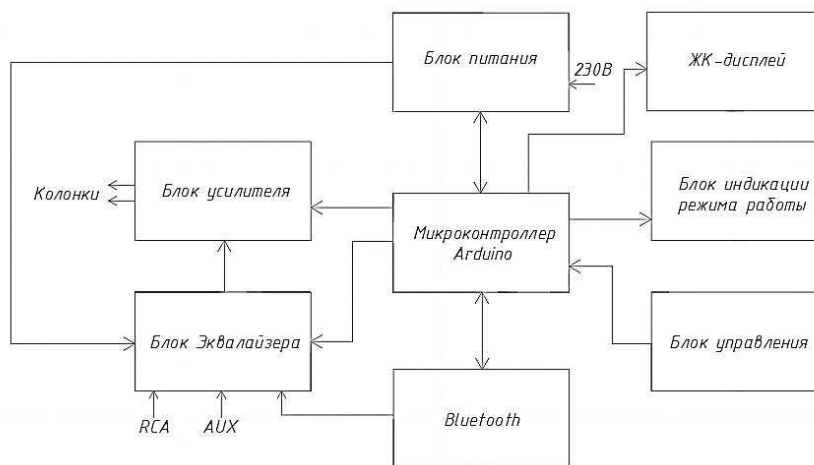 Блок питания
230В
ЖК-дисплей
Колонки
Блок усилителя
Блок индикации
режима работы
Микроконтроллер
Arduino
Блок Эквалайзера
Блок управления
RCA
AUX
Bluetooth